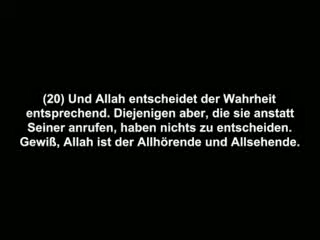 (20) Und Allah entscheidet der Wahrheit
entsprechend. Diejenigen aber, die sie anstatt
Seiner anrufen, haben nichts zu entscheiden.
Gewiß, Allah ist der Allhörende und Allsehende.